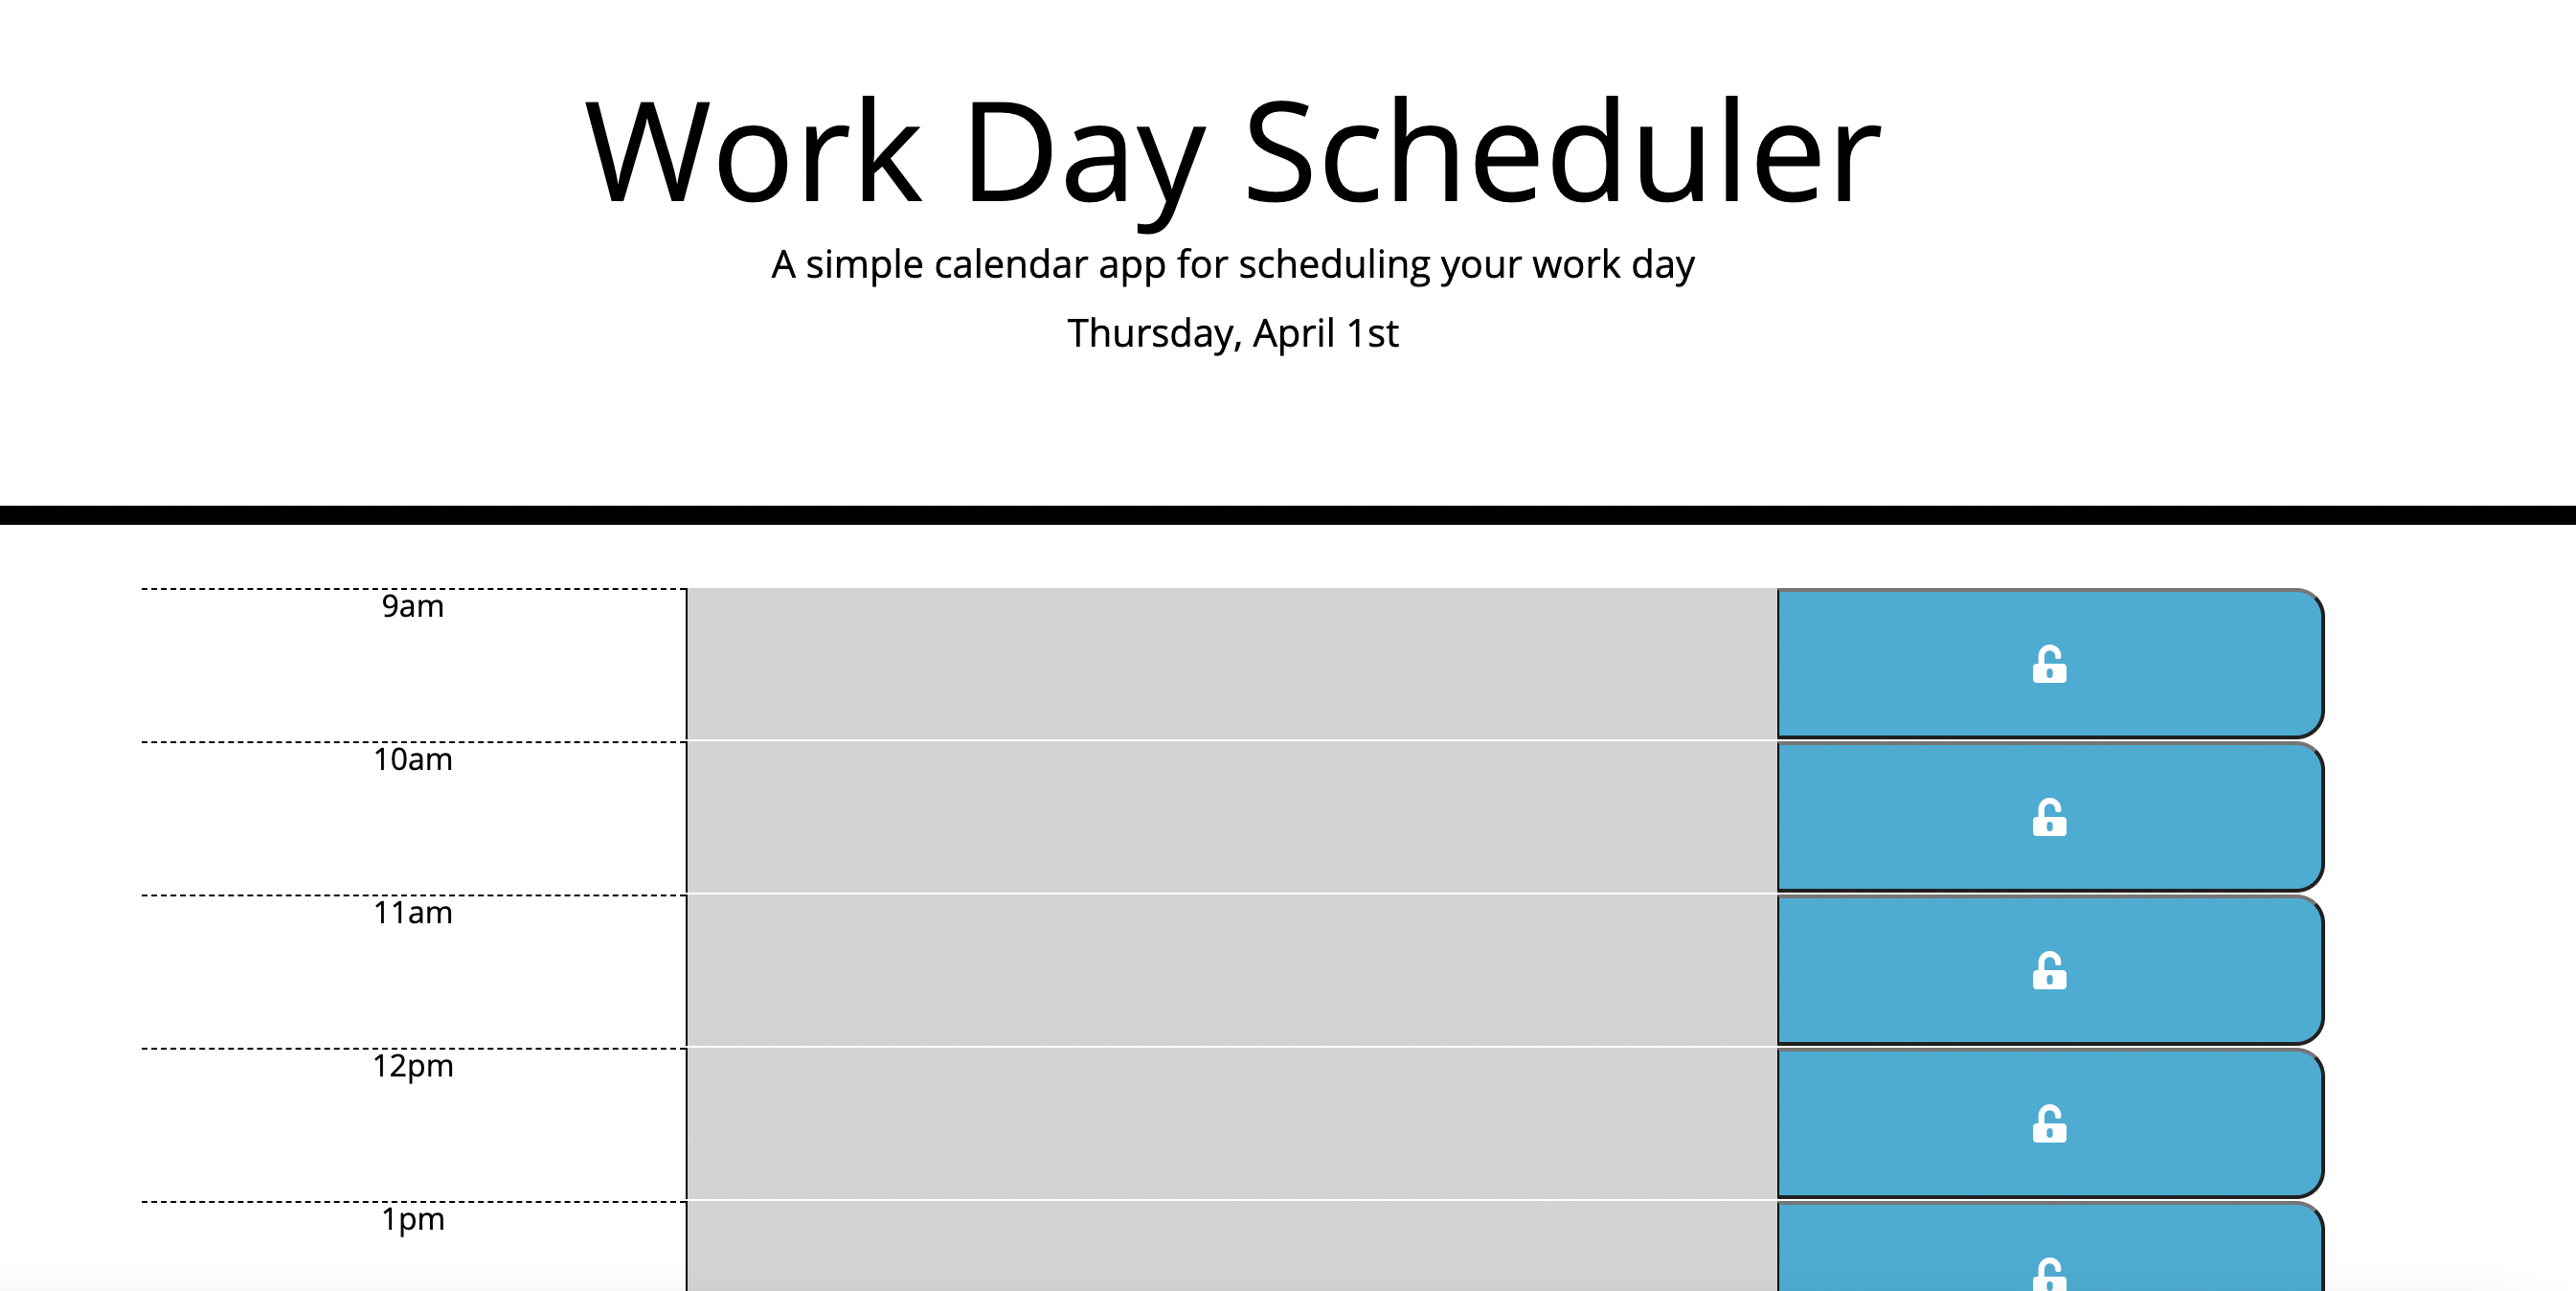 Work Day Scheduler
A simple calendar app for scheduling your work day
Thursday, April 1st
9am
10am
11am
12pm
1pm